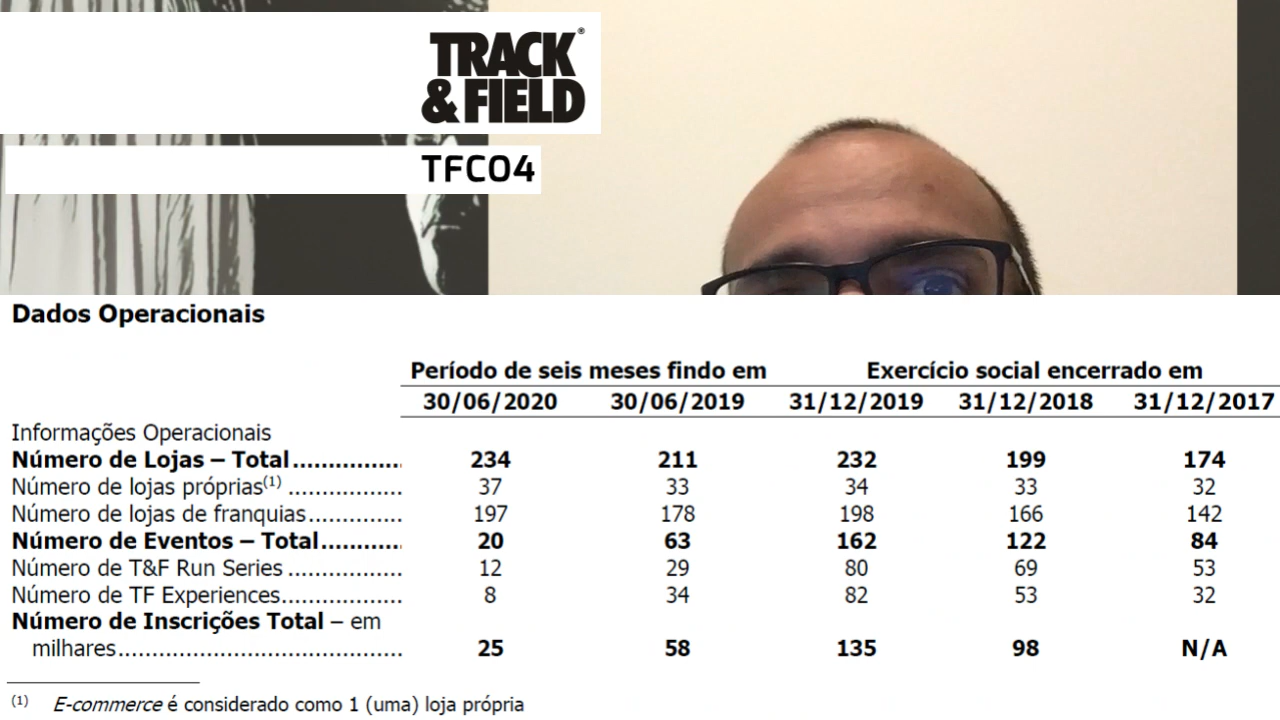 TRACK®
& FIELD
TFCO4
Dados Operacionais
Período de seis meses findo em Exercício social encerrado em
30/06/2020 30/06/2019 31/12/2019 31/12/2018 31/12/2017
Informações Operacionais
Número de Lojas – Total................ 234 211 232 199 174
Número de lojas próprias(1) ................. 37 33 34 33 32
Número de lojas de franquias.............. 197 178 198 166 142
Número de Eventos – Total............ 20 63 162 122 84
Número de T&F Run Series ................. 12 29 80 69 53
Número de TF Experiences.................. 8 34 82 53 32
Número de Inscrições Total – em
milhares.......................................... 25 58 135 98 N/A
(1) E-commerce é considerado como 1 (uma) loja própria